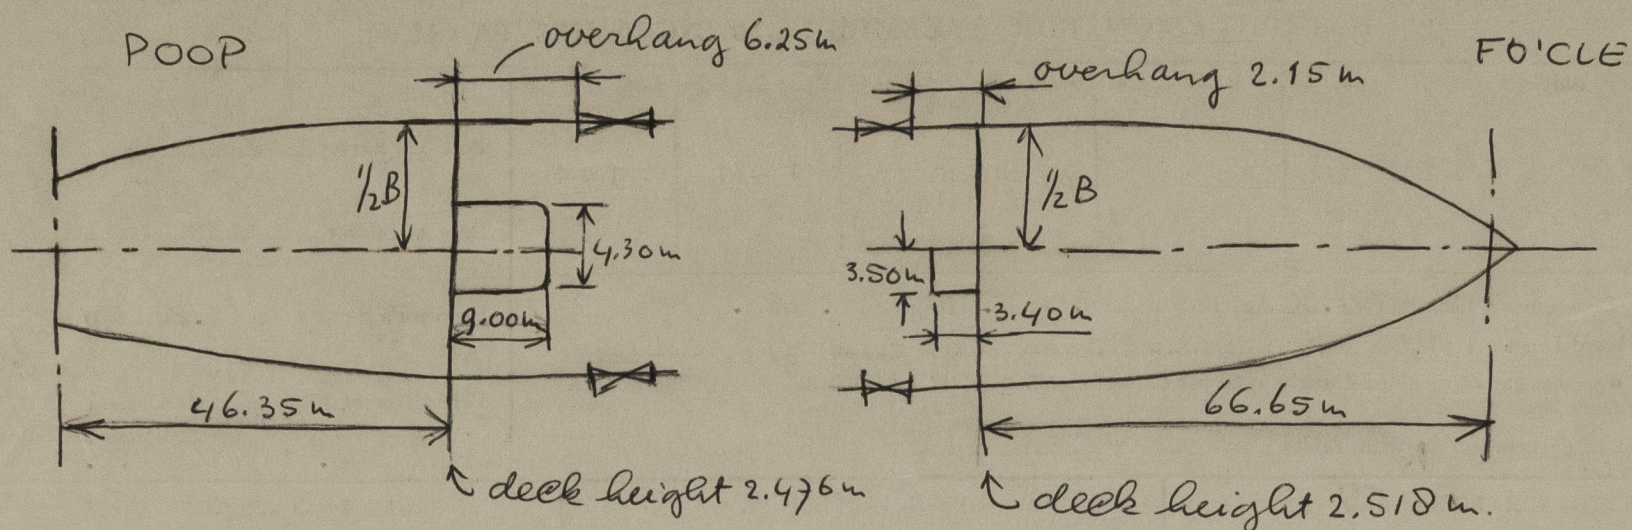 POOP
overhang 6.25m
FO'CLE
overhang 2.15m
1/2B
1/2B
4.30m
3.50m
9.00m
3.40m
46.35m
66.65m
deck height 2.476m
deck height 2.518m.